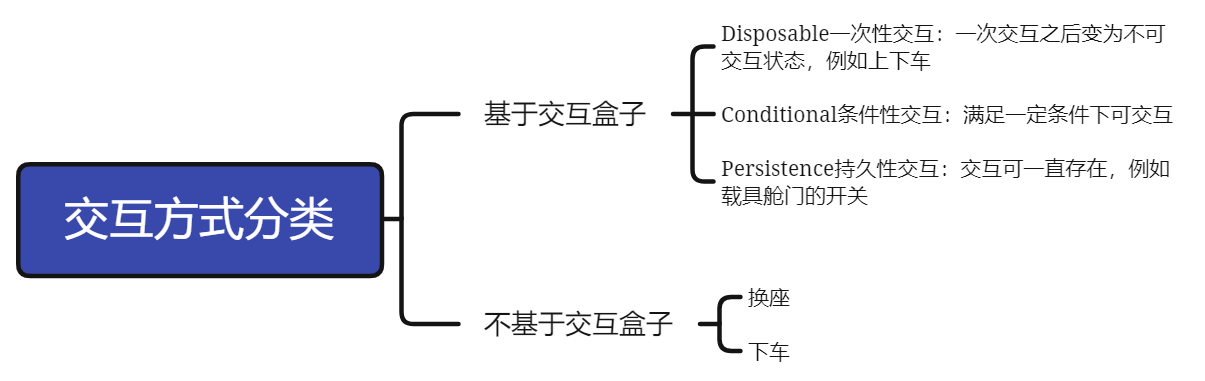 交互方式分类
基于交互盒子
Disposable一次性交互：一次交互之后变为不可
交互状态，例如上下车
Conditional条件性交互：满足一定条件下可交互
Persistence持久性交互：交互可一直存在，例如
载具舱门的开关
不基于交互盒子
换座
下车